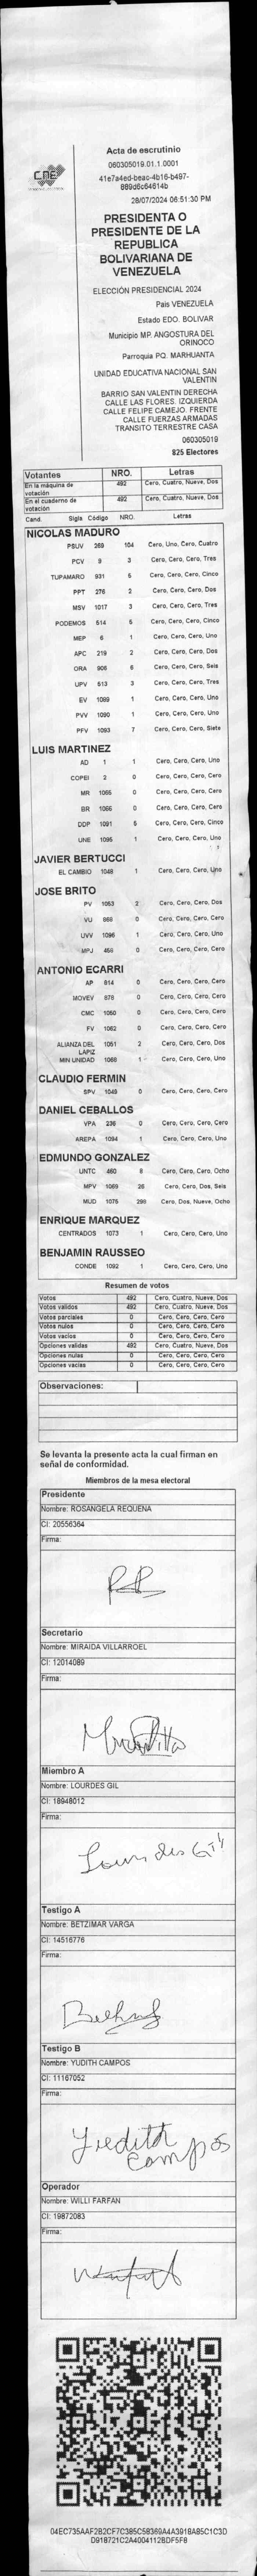 CNE
Acta de escrutinio
060305019.01.1.0001
41e7a4ed-beac-4b16-b497-
889d6c64614b
28/07/2024 06:51:30 PM
PRESIDENTA O
PRESIDENTE DE LA
REPUBLICA
BOLIVARIANA DE
VENEZUELA
ELECCIÓN PRESIDENCIAL 2024
Pais VENEZUELA
Estado EDO. BOLIVAR
Municipio MP. ANGOSTURA DEL
ORINOCO
Parroquia PQ. MARHUANTA
UNIDAD EDUCATIVA NACIONAL SAN
VALENTIN
BARRIO SAN VALENTIN DERECHA
CALLE LAS FLORES. IZQUIERDA
CALLE FELIPE CAMEJO. FRENTE
CALLE FUERZAS ARMADAS
TRANSITO TERRESTRE CASA
060305019
825 Electores
Votantes NRO. Letras
En la máquina de votación 492 Cero, Cuatro, Nueve, Dos
En el cuaderno de votación 492 Cero, Cuatro, Nueve, Dos
Cand. Sigla Código NRO. Letras
NICOLAS MADURO
PSUV 269 104 Cero, Uno, Cero, Cuatro
PCV 9 3 Cero, Cero, Cero, Tres
TUPAMARO 931 5 Cero, Cero, Cero, Cinco
PPT 276 2 Cero, Cero, Cero, Dos
MSV 1017 3 Cero, Cero, Cero, Tres
PODEMOS 514 5 Cero, Cero, Cero, Cinco
MEP 6 1 Cero, Cero, Cero, Uno
APC 219 2 Cero, Cero, Cero, Dos
ORA 906 6 Cero, Cero, Cero, Seis
UPV 513 3 Cero, Cero, Cero, Tres
EV 1089 1 Cero, Cero, Cero, Uno
PVV 1090 1 Cero, Cero, Cero, Uno
PFV 1093 7 Cero, Cero, Cero, Siete
LUIS MARTINEZ
AD 1 1 Cero, Cero, Cero, Uno
COPEI 2 0 Cero, Cero, Cero, Cero
MR 1065 0 Cero, Cero, Cero, Cero
BR 1066 0 Cero, Cero, Cero, Cero
DDP 1091 5 Cero, Cero, Cero, Cinco
UNE 1095 1 Cero, Cero, Cero, Uno
JAVIER BERTUCCI
EL CAMBIO 1048 1 Cero, Cero, Cero, Uno
JOSE BRITO
PV 1053 2 Cero, Cero, Cero, Dos
VU 866 0 Cero, Cero, Cero, Cero
UVV 1096 1 Cero, Cero, Cero, Uno
MPJ 456 0 Cero, Cero, Cero, Cero
ANTONIO ECARRI
AP 814 0 Cero, Cero, Cero, Cero
MOVEV 878 0 Cero, Cero, Cero, Cero
CMC 1050 0 Cero, Cero, Cero, Cero
FV 1062 0 Cero, Cero, Cero, Cero
ALIANZA DEL LAPIZ 1051 2 Cero, Cero, Cero, Dos
MIN UNIDAD 1068 1 Cero, Cero, Cero, Uno
CLAUDIO FERMIN
SPV 1049 0 Cero, Cero, Cero, Cero
DANIEL CEBALLOS
VPA 236 0 Cero, Cero, Cero, Cero
AREPA 1094 1 Cero, Cero, Cero, Uno
EDMUNDO GONZALEZ
UNTC 460 8 Cero, Cero, Cero, Ocho
MPV 1069 26 Cero, Cero, Dos, Seis
MUD 1075 298 Cero, Dos, Nueve, Ocho
ENRIQUE MARQUEZ
CENTRADOS 1073 1 Cero, Cero, Cero, Uno
BENJAMIN RAUSSEO
CONDE 1092 1 Cero, Cero, Cero, Uno
Resumen de votos
Votos 492 Cero, Cuatro, Nueve, Dos
Votos validos 492 Cero, Cuatro, Nueve, Dos
Votos parciales 0 Cero, Cero, Cero, Cero
Votos nulos 0 Cero, Cero, Cero, Cero
Votos vacios 0 Cero, Cero, Cero, Cero
Opciones validas 492 Cero, Cuatro, Nueve, Dos
Opciones nulas 0 Cero, Cero, Cero, Cero
Opciones vacias 0 Cero, Cero, Cero, Cero
Observaciones:
Se levanta la presente acta la cual firman en
señal de conformidad.
Miembros de la mesa electoral
Presidente
Nombre: ROSANGELA REQUENA
CI: 20556364
Firma:
Secretario
Nombre: MIRAIDA VILLARROEL
CI: 12014089
Firma:
Miembro A
Nombre: LOURDES GIL
CI: 18948012
Firma:
Lourdes Gil
Testigo A
Nombre: BETZIMAR VARGA
CI: 14516776
Firma:
Testigo B
Nombre: YUDITH CAMPOS
CI: 11167052
Firma:
Yudith
Campos
Operador
Nombre: WILLI FARFAN
CI: 19872083
Firma:
04EC735AAF2B2CF7C385C58369A4A3918AB5C1C3D
D918721C2A4004112BDF5F8